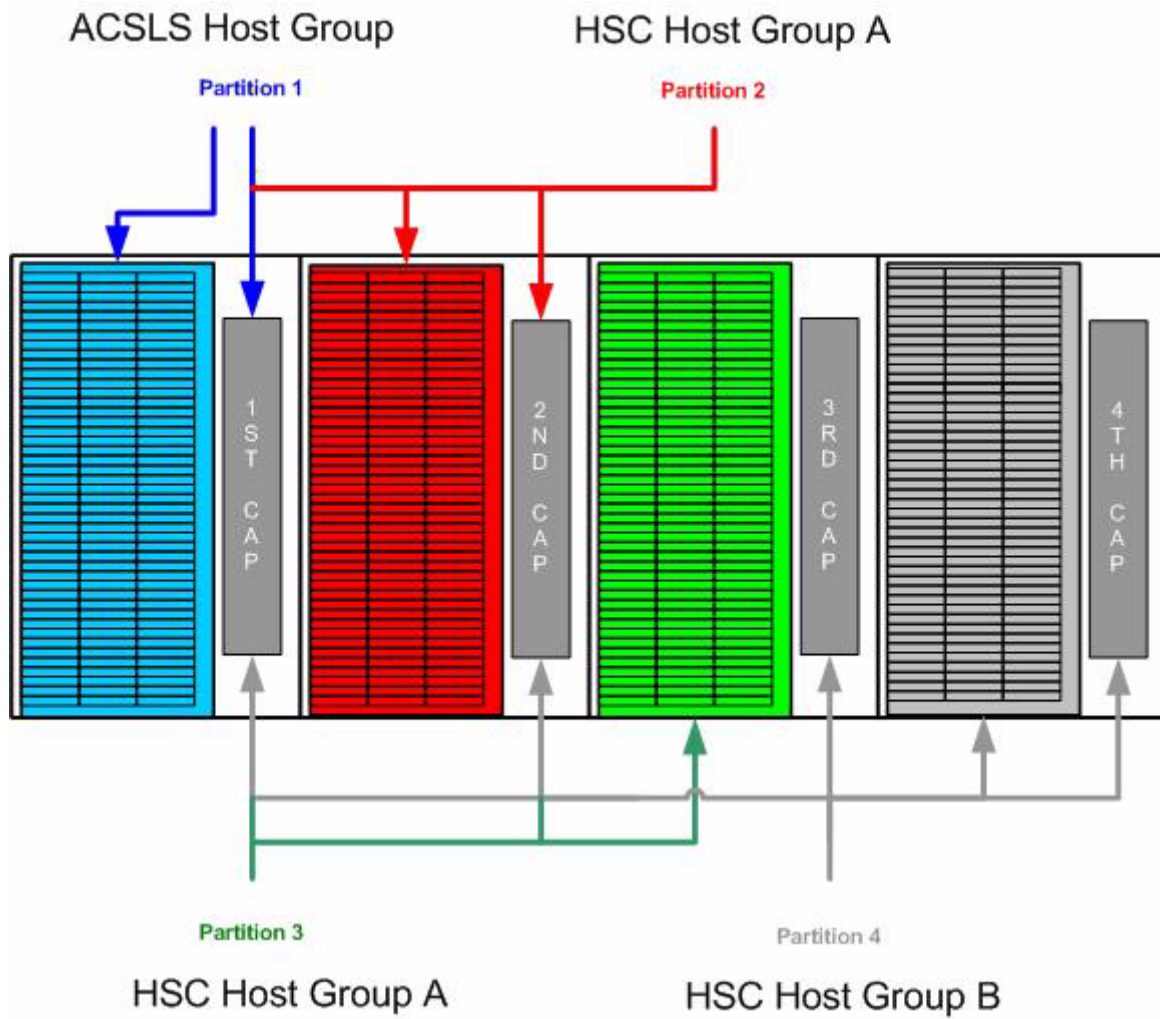 ACSLS Host Group
HSC Host Group A
Partition 1
Partition 2
1ST CAP
2ND CAP
3RD CAP
4TH CAP
Partition 3
Partition 4
HSC Host Group A
HSC Host Group B